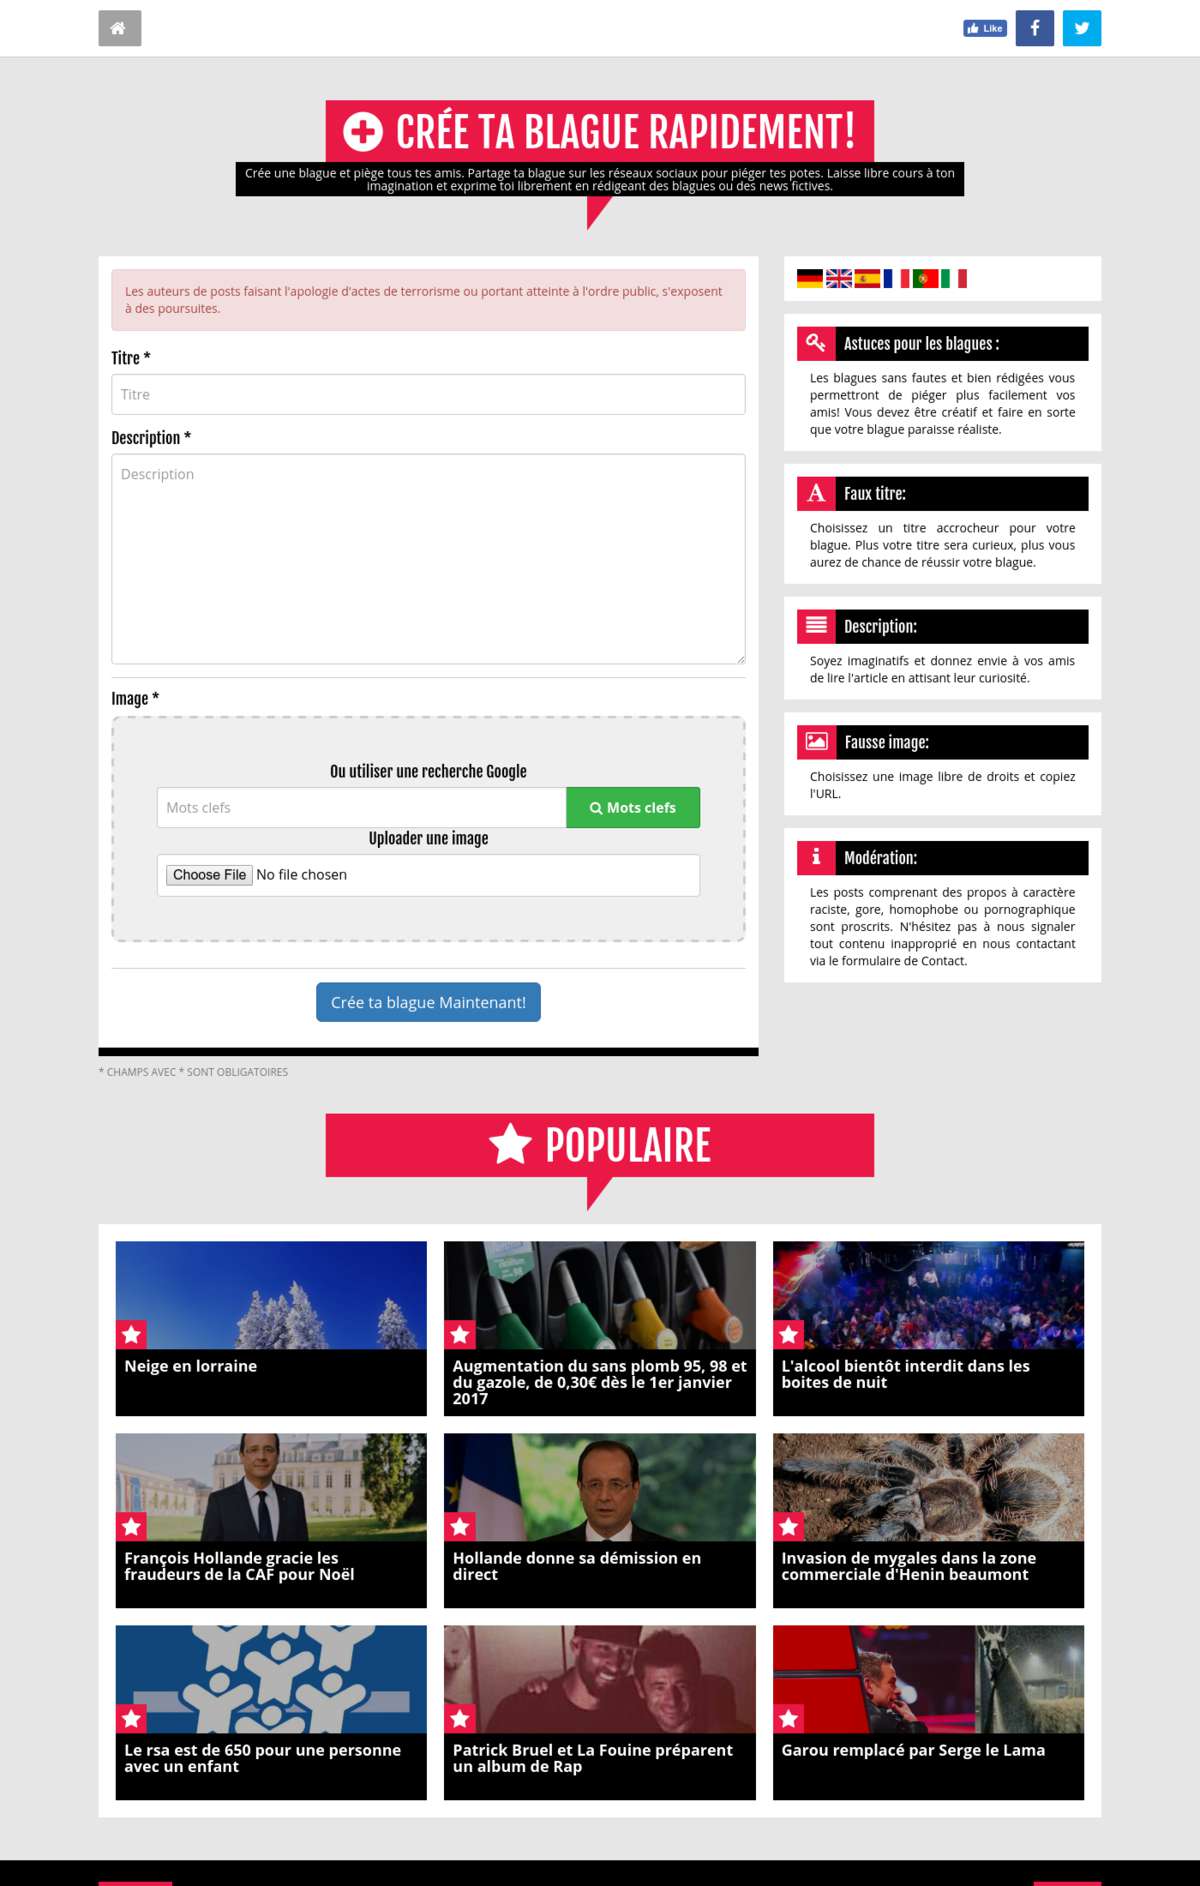 Like
CRÉE TA BLAGUE RAPIDEMENT!
Crée une blague et piège tous tes amis. Partage ta blague sur les réseaux sociaux pour piéger tes potes. Laisse libre cours à ton
imagination et exprime toi librement en rédigeant des blagues ou des news fictives.
Les auteurs de posts faisant l'apologie d'actes de terrorisme ou portant atteinte à l'ordre public, s'exposent
à des poursuites.
Titre *
Titre
Description *
Description
Image *
Ou utiliser une recherche Google
Mots clefs
Mots clefs
Uploader une image
Choose File No file chosen
Crée ta blague Maintenant!
* CHAMPS AVEC * SONT OBLIGATOIRES
Astuces pour les blagues :
Les blagues sans fautes et bien rédigées vous
permettront de piéger plus facilement vos
amis! Vous devez être créatif et faire en sorte
que votre blague paraisse réaliste.
Faux titre:
Choisissez un titre accrocheur pour votre
blague. Plus votre titre sera curieux, plus vous
aurez de chance de réussir votre blague.
Description:
Soyez imaginatifs et donnez envie à vos amis
de lire l'article en attisant leur curiosité.
Fausse image:
Choisissez une image libre de droits et copiez
l'URL.
Modération:
Les posts comprenant des propos à caractère
raciste, gore, homophobe ou pornographique
sont proscrits. N'hésitez pas à nous signaler
tout contenu inapproprié en nous contactant
via le formulaire de Contact.
POPULAIRE
Neige en lorraine
Augmentation du sans plomb 95, 98 et
du gazole, de 0,30€ dès le 1er janvier
2017
L'alcool bientôt interdit dans les
boites de nuit
François Hollande gracie les
fraudeurs de la CAF pour Noël
Hollande donne sa démission en
direct
Invasion de mygales dans la zone
commerciale d'Henin beaumont
Le rsa est de 650 pour une personne
avec un enfant
Patrick Bruel et La Fouine préparent
un album de Rap
Garou remplacé par Serge le Lama